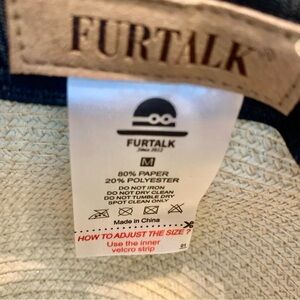 FURTALK
FURTALK
Since 2012
M
80% PAPER
20% POLYESTER
DO NOT IRON
DO NOT DRY CLEAN
DO NOT TUMBLE DRY
SPOT CLEAN ONLY
Made in China
HOW TO ADJUST THE SIZE?
Use the inner
velcro strip